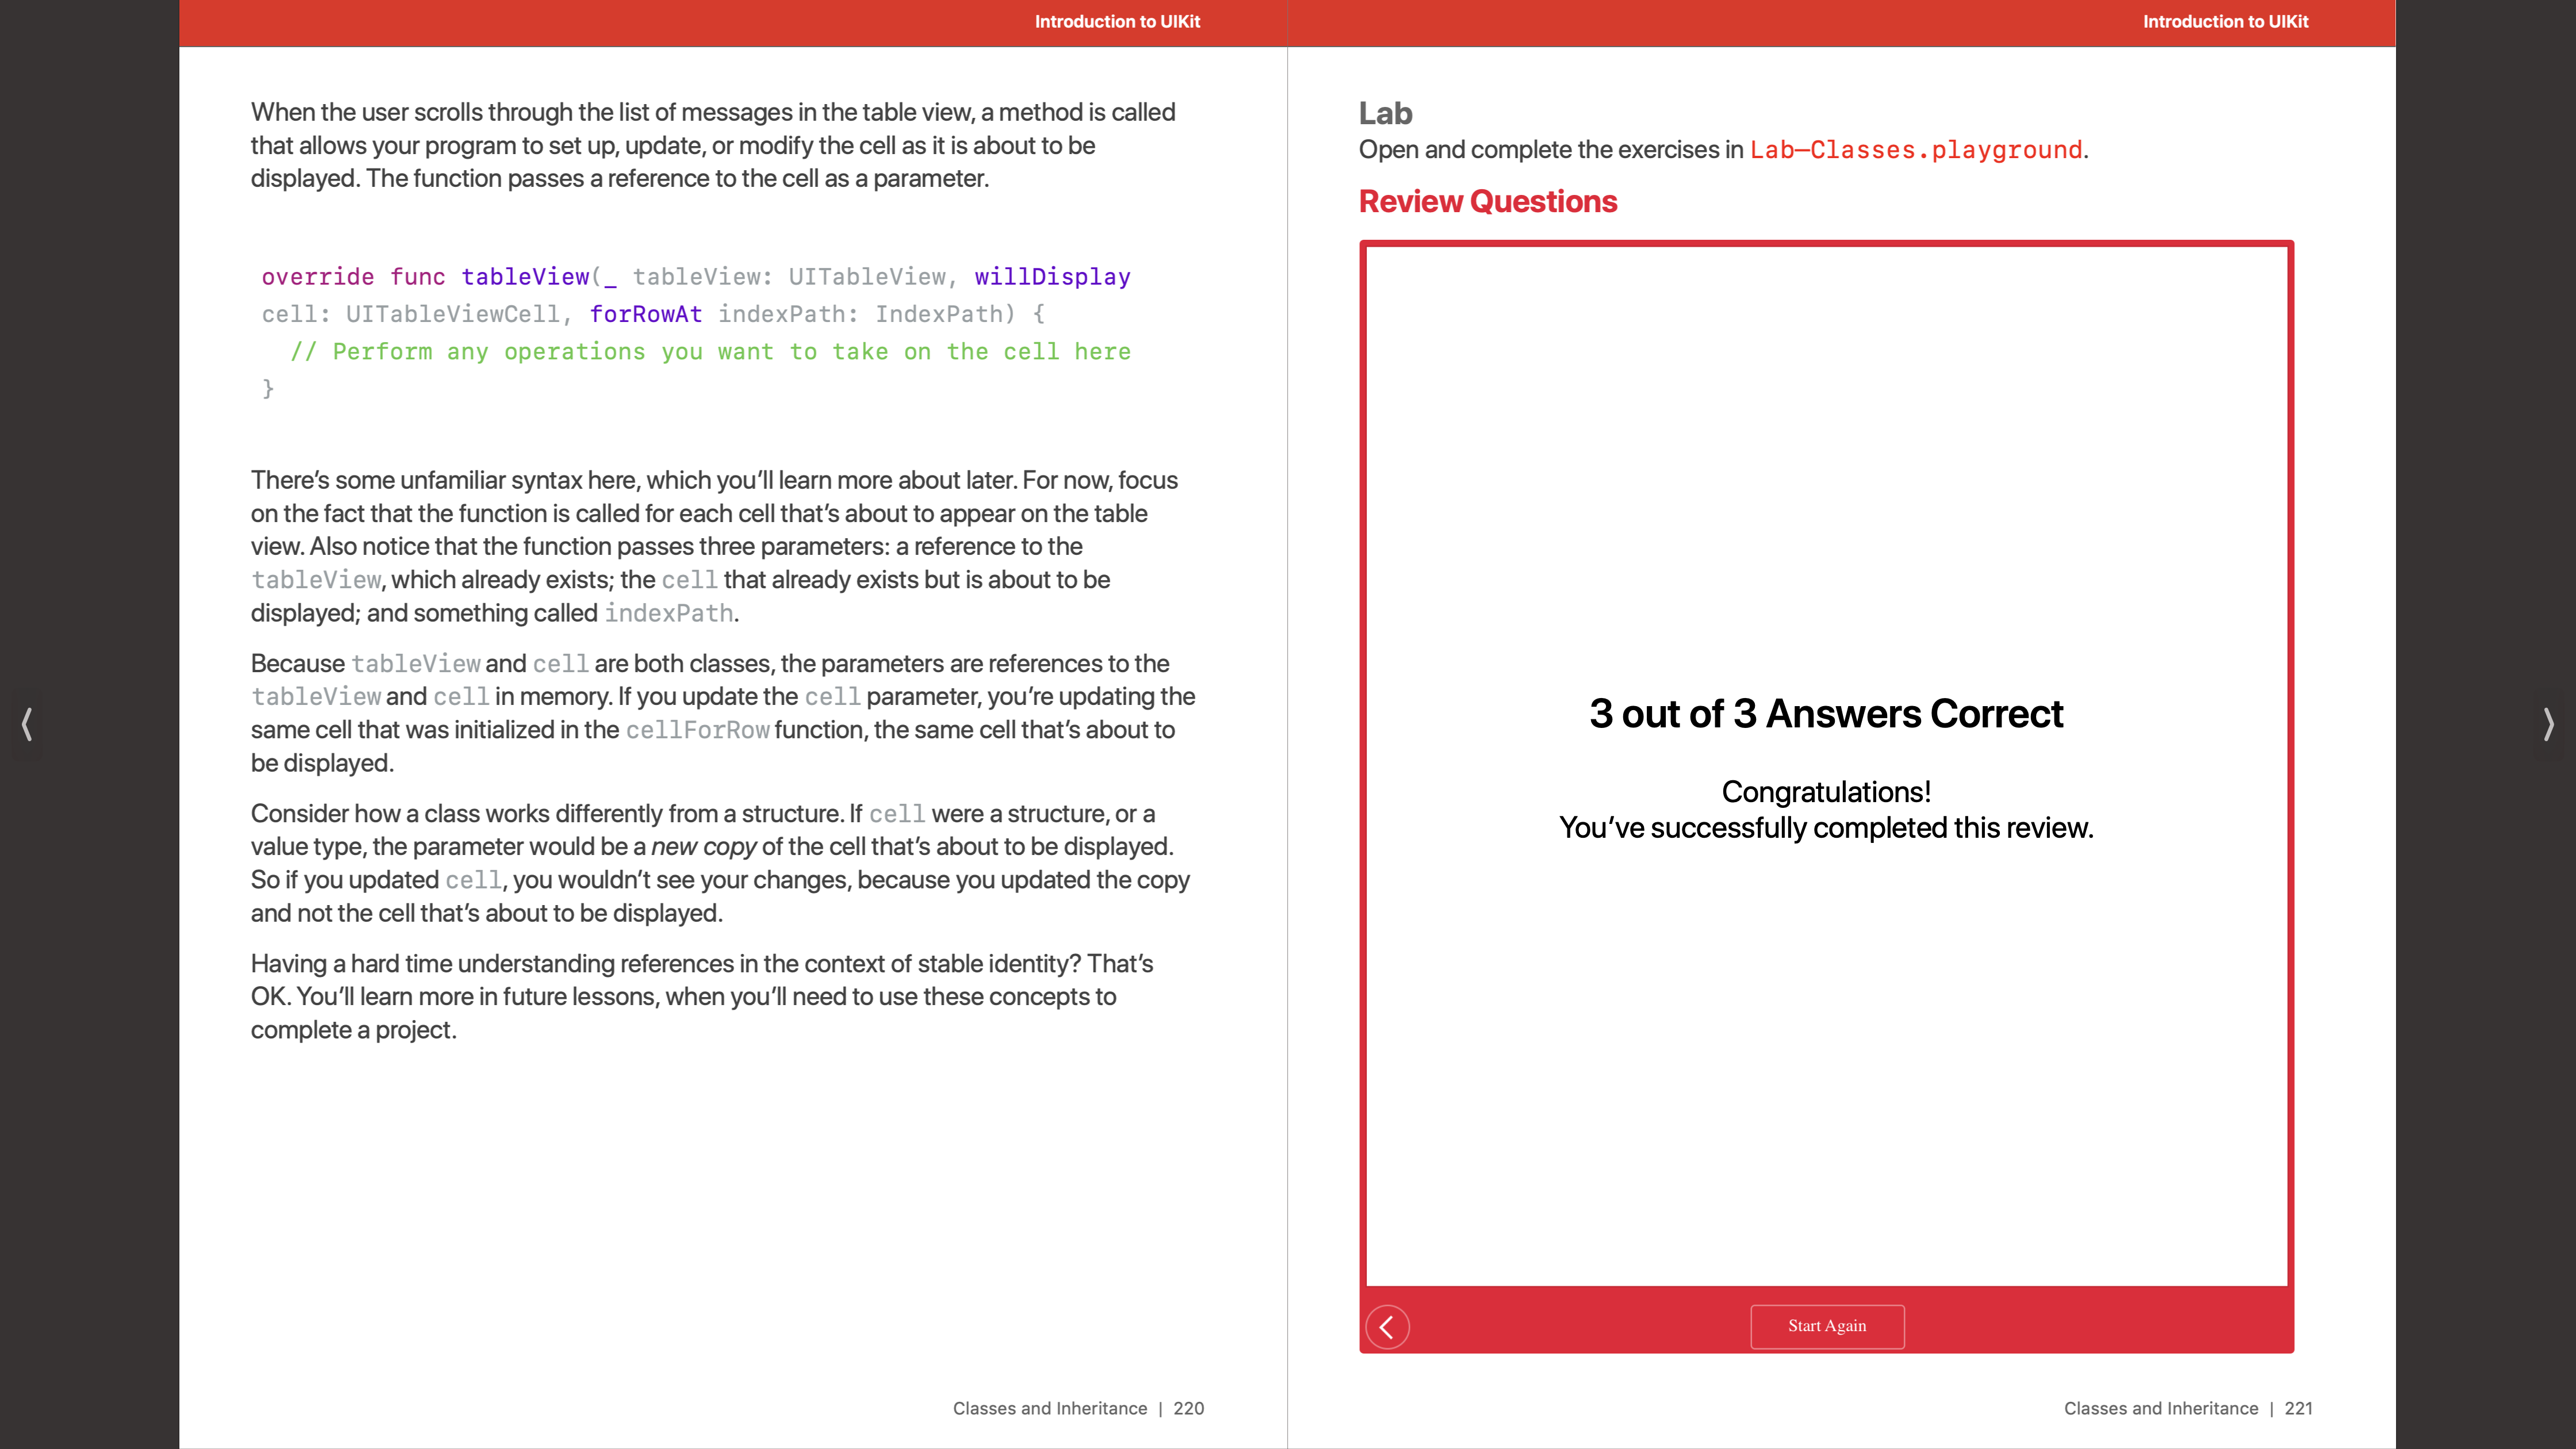 Introduction to UIKit
When the user scrolls through the list of messages in the table view, a method is called
that allows your program to set up, update, or modify the cell as it is about to be
displayed. The function passes a reference to the cell as a parameter.
override func tableView(_ tableView: UITableView, willDisplay
cell: UITableViewCell, forRowAt indexPath: IndexPath) {
// Perform any operations you want to take on the cell here
}
There’s some unfamiliar syntax here, which you’ll learn more about later. For now, focus
on the fact that the function is called for each cell that’s about to appear on the table
view. Also notice that the function passes three parameters: a reference to the
tableView, which already exists; the cell that already exists but is about to be
displayed; and something called indexPath.
Because tableView and cell are both classes, the parameters are references to the
tableView and cell in memory. If you update the cell parameter, you’re updating the
same cell that was initialized in the cellForRow function, the same cell that’s about to
be displayed.
Consider how a class works differently from a structure. If cell were a structure, or a
value type, the parameter would be a new copy of the cell that’s about to be displayed.
So if you updated cell, you wouldn’t see your changes, because you updated the copy
and not the cell that’s about to be displayed.
Having a hard time understanding references in the context of stable identity? That’s
OK. You’ll learn more in future lessons, when you’ll need to use these concepts to
complete a project.
Classes and Inheritance | 220
Introduction to UIKit
Lab
Open and complete the exercises in Lab—Classes.playground.
Review Questions
3 out of 3 Answers Correct
Congratulations!
You’ve successfully completed this review.
Start Again
Classes and Inheritance | 221